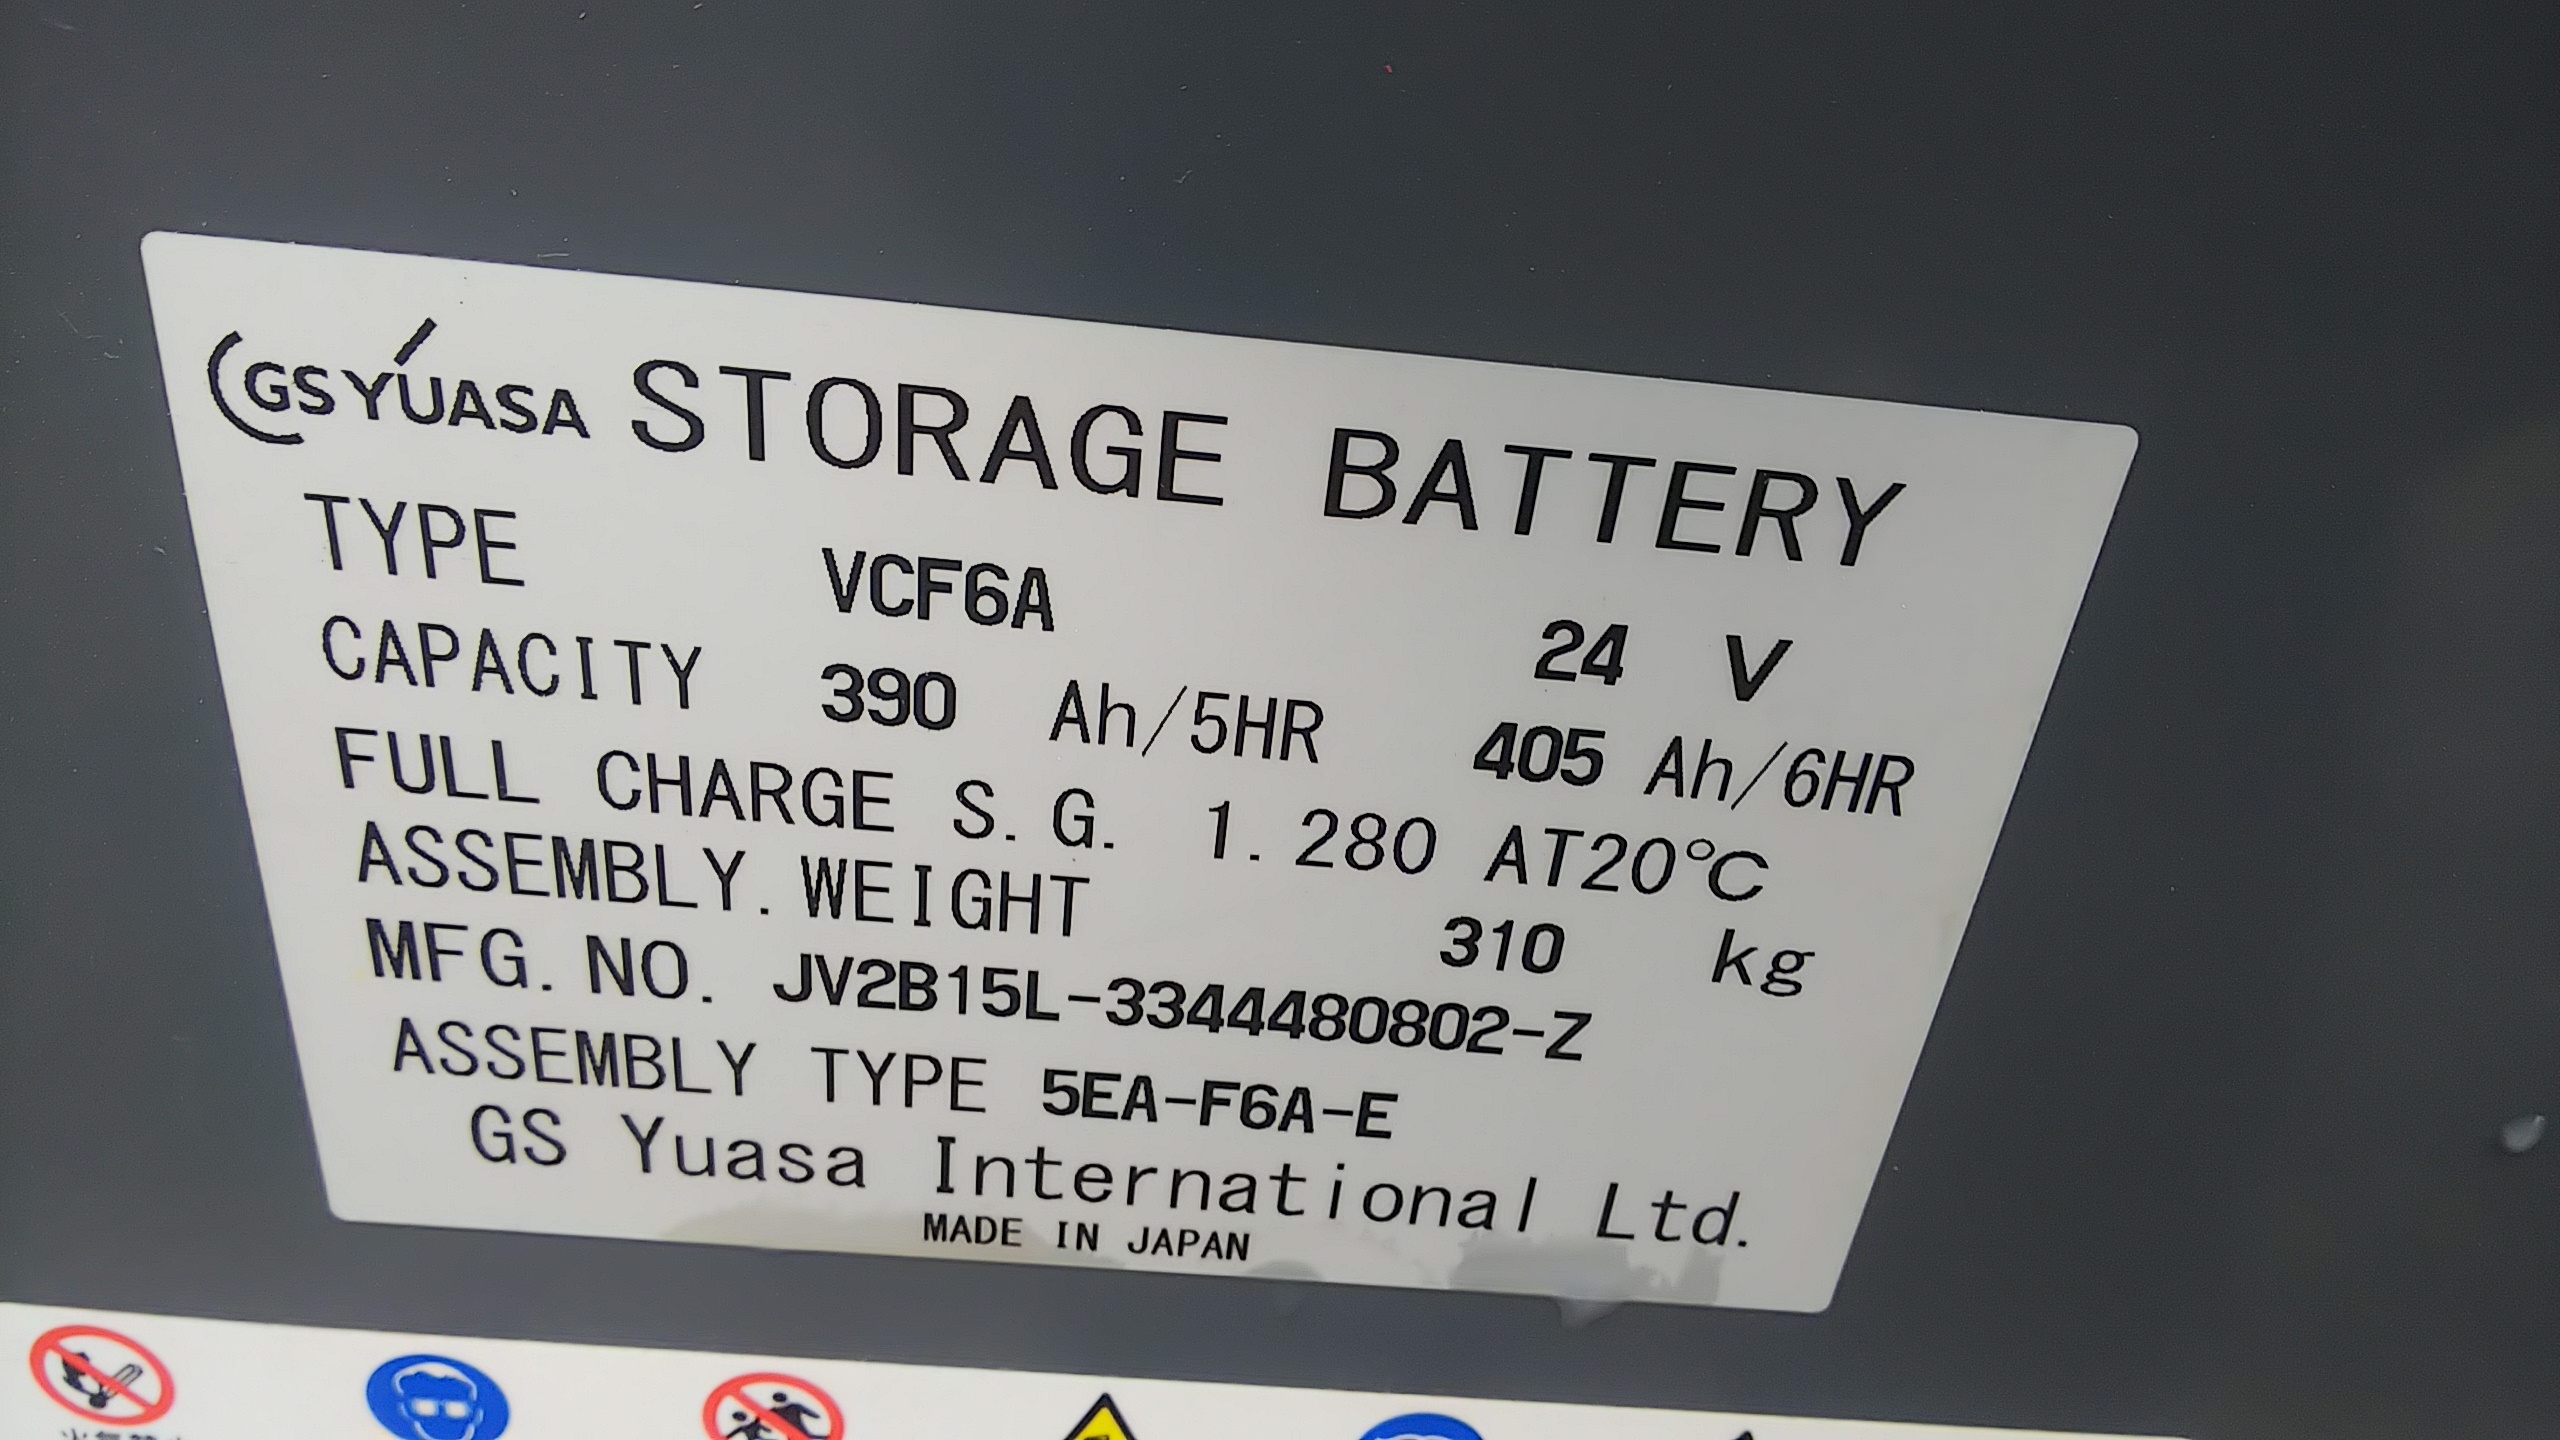 GS YUASA STORAGE BATTERY
TYPE VCF6A 24 V
CAPACITY 390 Ah/5HR 405 Ah/6HR
FULL CHARGE S.G. 1.280 AT20℃
ASSEMBLY.WEIGHT 310 kg
MFG.NO. JV2B15L-3344480802-Z
ASSEMBLY TYPE 5EA-F6A-E
GS Yuasa International Ltd.
MADE IN JAPAN